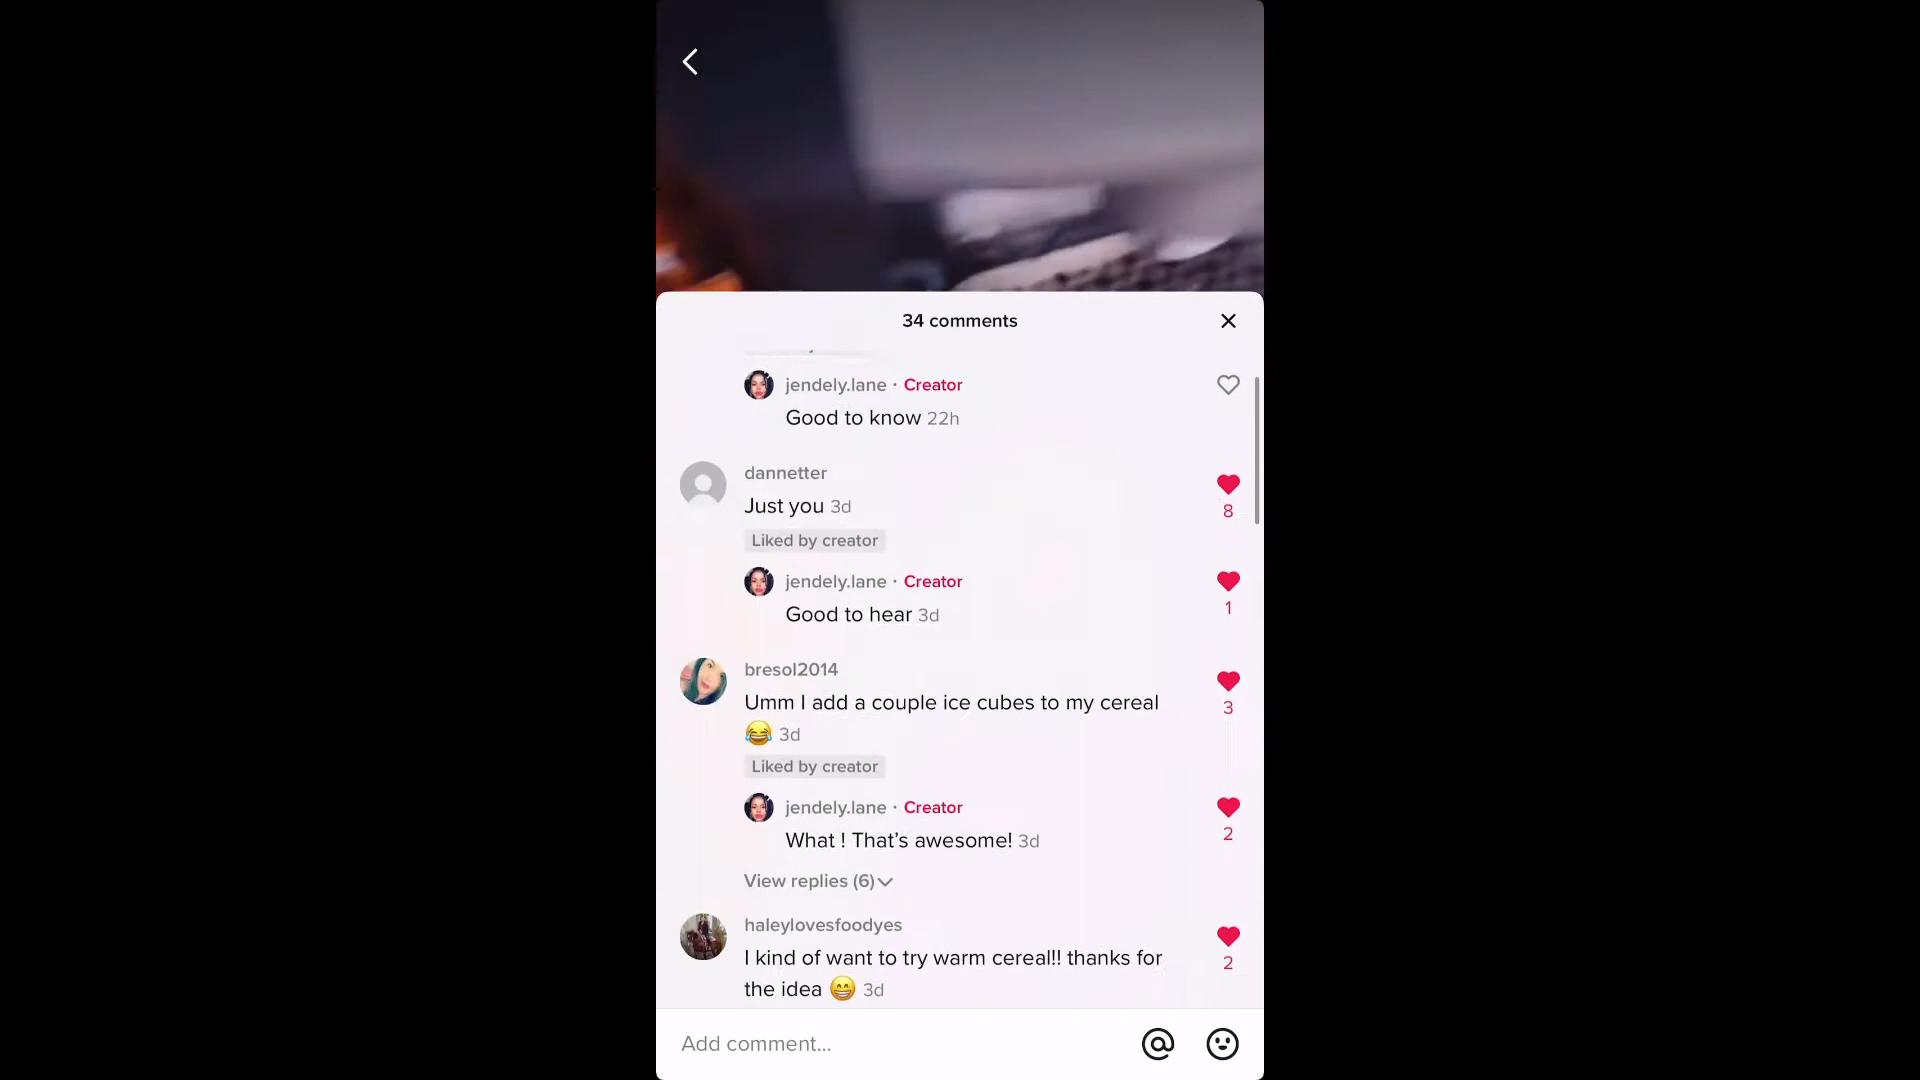 34 comments
jendely.lane · Creator
Good to know 22h
dannetter
Just you 3d
8
Liked by creator
jendely.lane · Creator
Good to hear 3d
1
bresol2014
Umm I add a couple ice cubes to my cereal
😂 3d
3
Liked by creator
jendely.lane · Creator
What ! That’s awesome! 3d
2
View replies (6)
haleylovesfoodyes
I kind of want to try warm cereal!! thanks for
the idea 😁 3d
2
Add comment...